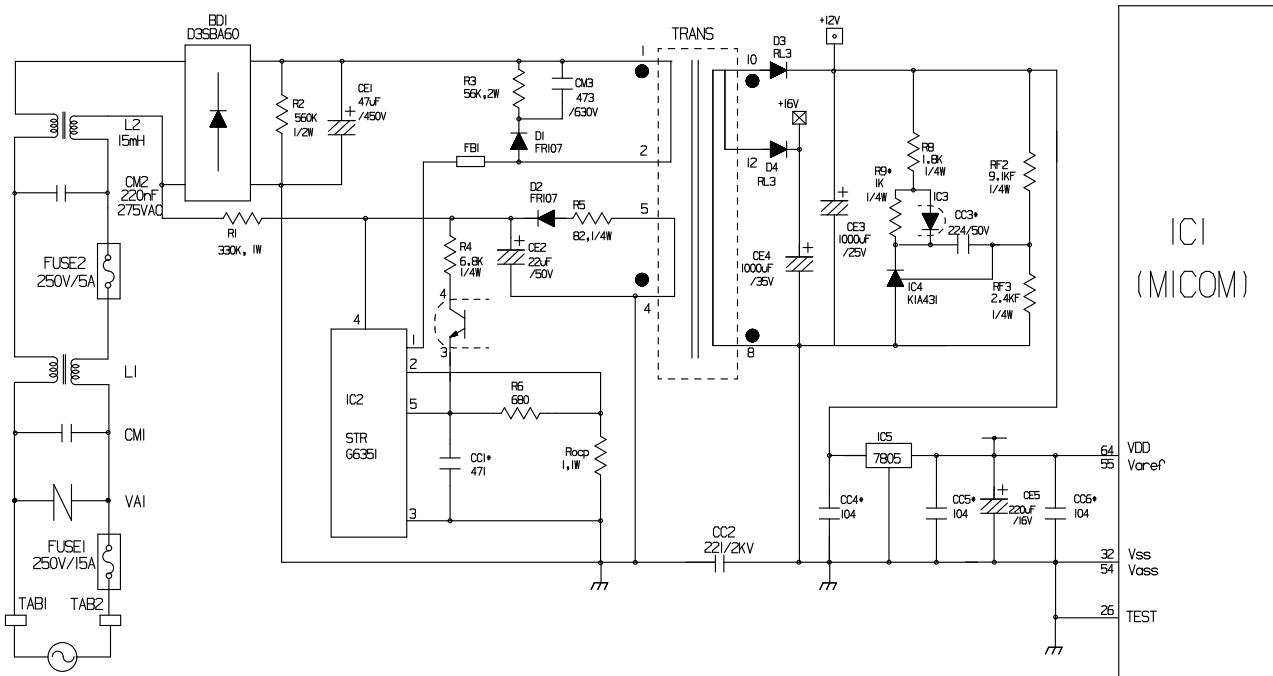 BD1
D3SBA60
L2
15mH
CM2
220nF
275VAC
FUSE2
250V/5A
L1
CM1
VA1
FUSE1
250V/15A
TAB1
TAB2
R2
560K
1/2W
CE1
47uF
/450V
+
R3
56K,2W
CM3
473
/630V
D1
FR107
FB1
R1
330K, 1W
D2
FR107
R5
82,1/4W
R4
6.8K
1/4W
CE2
22uF
/50V
+
4
3
4
1
2
5
3
IC2
STR
G6351
R6
680
CC1*
471
Rocp
1,1W
TRANS
1
2
5
4
10
12
8
D3
RL3
+12V
+16V
D4
RL3
CE3
1000uF
/25V
+
CE4
1000uF
/35V
+
R8
1.8K
1/4W
R9*
1K
1/4W
IC3
CC3*
224/50V
IC4
KIA431
RF2
9.1KF
1/4W
RF3
2.4KF
1/4W
CC2
221/2KV
IC5
7805
CC4*
104
CC5*
104
CE5
220uF
/16V
+
CC6*
104
IC1
(MICOM)
64 VDD
55 Varef
32 Vss
54 Vass
26 TEST